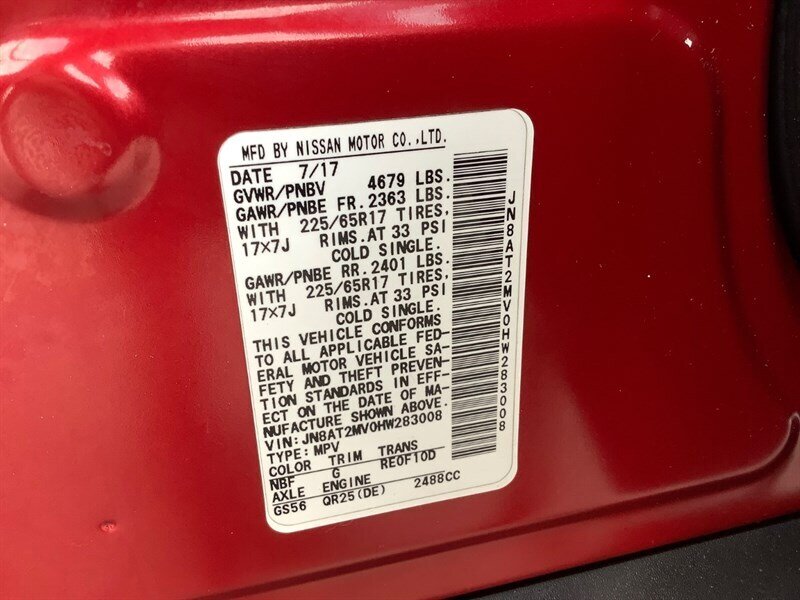 MFD BY NISSAN MOTOR CO.,LTD.
DATE 7/17
GVWR/PNBV 4679 LBS.
GAWR/PNBE FR. 2363 LBS.
WITH 225/65R17 TIRES,
17×7J RIMS.AT 33 PSI
COLD SINGLE.
GAWR/PNBE RR. 2401 LBS.
WITH 225/65R17 TIRES,
17×7J RIMS.AT 33 PSI
COLD SINGLE.
THIS VEHICLE CONFORMS
TO ALL APPLICABLE FED-
ERAL MOTOR VEHICLE SA-
FETY AND THEFT PREVEN-
TION STANDARDS IN EFF-
ECT ON THE DATE OF MA-
NUFACTURE SHOWN ABOVE.
VIN: JN8AT2MV0HW283008
TYPE: MPV
COLOR TRIM TRANS
NBF G RE0F10D
AXLE ENGINE
GS56 QR25(DE) 2488CC
JN8AT2MV0HW283008